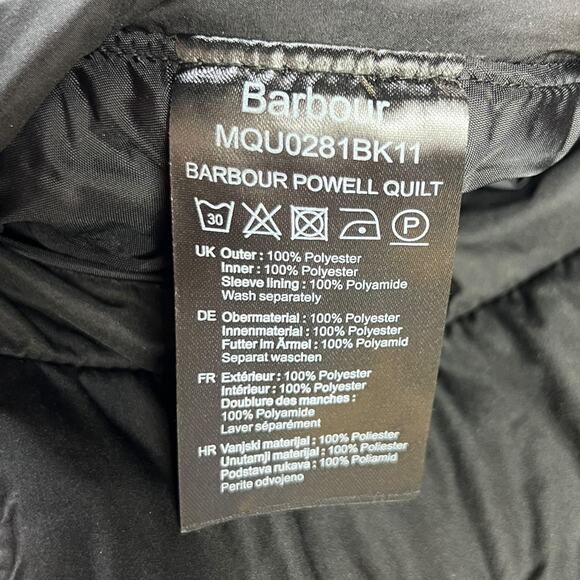 Barbour
MQU0281BK11
BARBOUR POWELL QUILT
30 P
UK Outer : 100% Polyester
Inner : 100% Polyester
Sleeve lining : 100% Polyamide
Wash separately
DE Obermaterial : 100% Polyester
Innenmaterial : 100% Polyester
Futter im Ärmel : 100% Polyamid
Separat waschen
FR Extérieur : 100% Polyester
Intérieur : 100% Polyester
Doublure des manches :
100% Polyamide
Laver séparément
HR Vanjski materijal : 100% Poliester
Unutarnji materijal : 100% Poliester
Podstava rukava : 100% Poliamid
Perite odvojeno